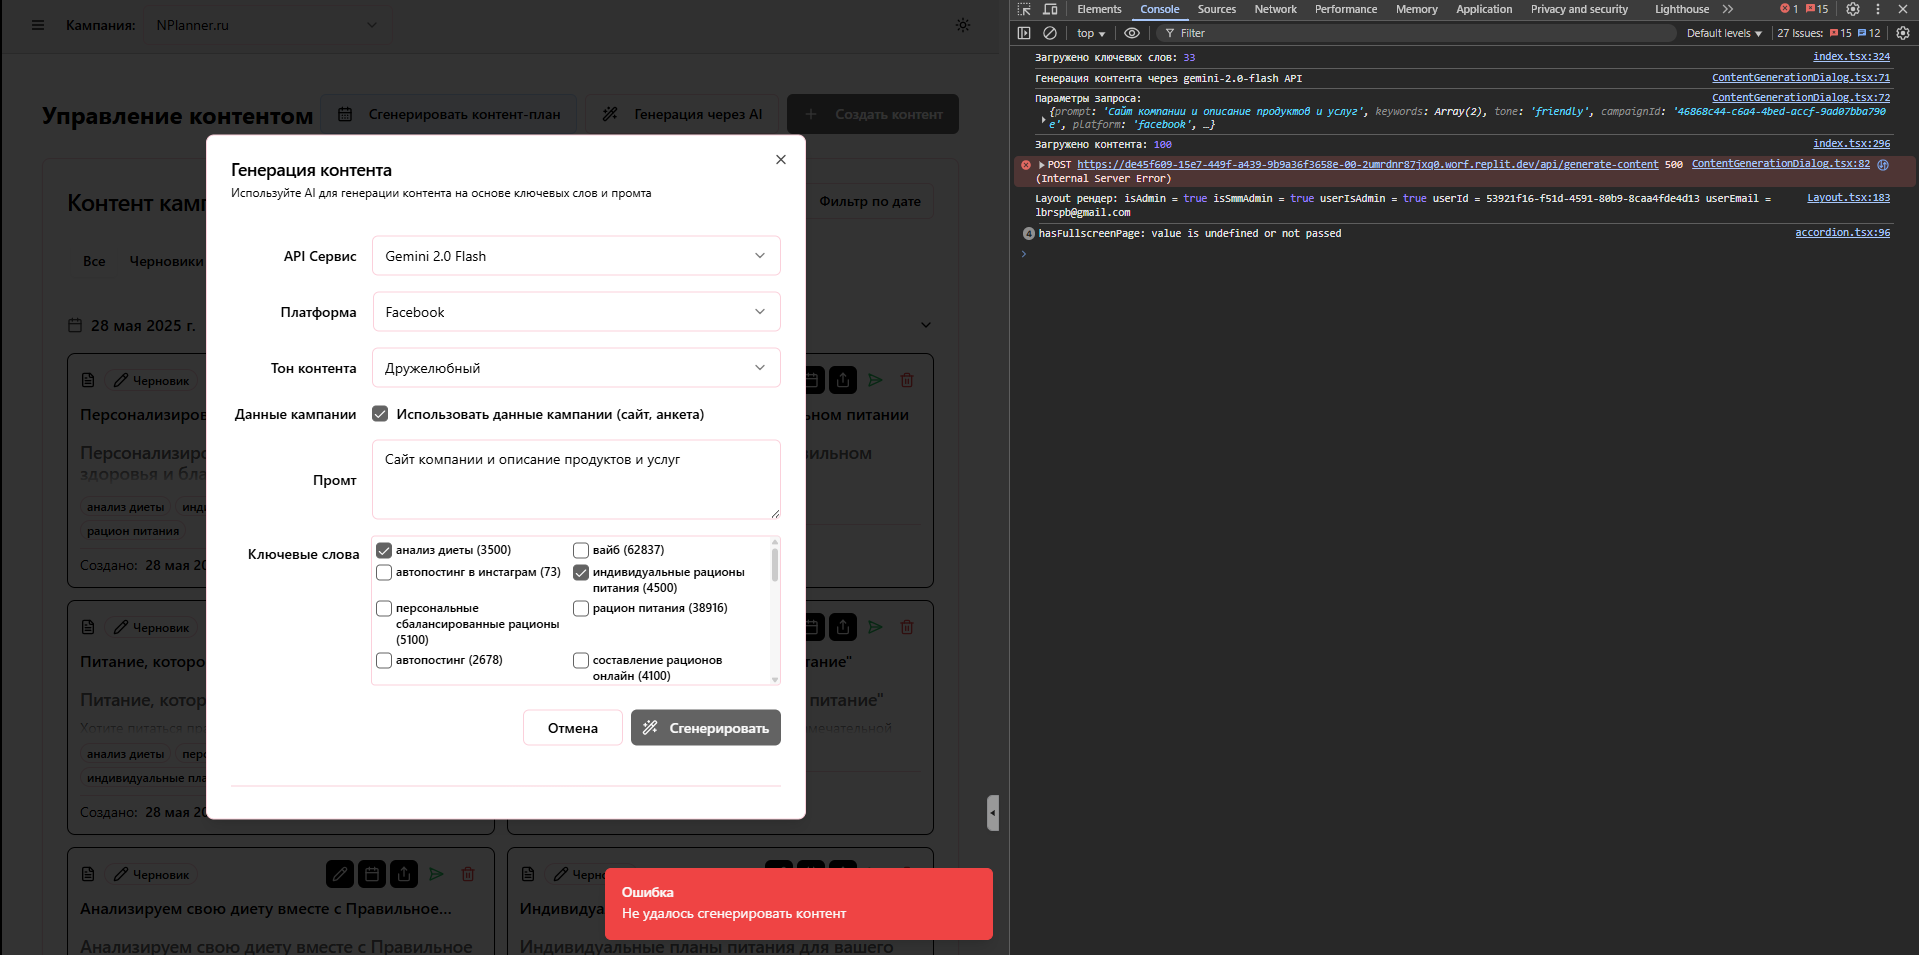 Кампания:
NPlanner.ru
Управление контентом
Сгенерировать контент-план
Генерация через AI
Создать контент
Контент кам
Фильтр по дате
Все
Черновики
28 мая 2025 г.
Черновик
Персонализиров
ном питании
Персонализиро
вильном
здоровья и бла
анализ диеты
инди
рацион питания
Создано: 28 мая 20
Черновик
Питание, которо
тание"
Питание, котор
питание"
Хотите питаться пр
мечательной
анализ диеты
перс
индивидуальные пла
Создано: 28 мая 20
Черновик
Анализируем свою диету вместе с Правильное...
Анализируем свою диету вместе с Правильное
Черн
Индивидуа
Индивидуальные планы питания для вашего
Генерация контента
Используйте AI для генерации контента на основе ключевых слов и промта
API Сервис
Gemini 2.0 Flash
Платформа
Facebook
Тон контента
Дружелюбный
Данные кампании
Использовать данные кампании (сайт, анкета)
Промт
Сайт компании и описание продуктов и услуг
Ключевые слова
анализ диеты (3500)
вайб (62837)
автопостинг в инстаграм (73)
индивидуальные рационы
питания (4500)
персональные
сбалансированные рационы
(5100)
рацион питания (38916)
автопостинг (2678)
составление рационов
онлайн (4100)
Отмена
Сгенерировать
Ошибка
Не удалось сгенерировать контент
Elements Console Sources Network Performance Memory Application Privacy and security Lighthouse 1 15
top Filter Default levels 27 Issues: 15 12
Загружено ключевых слов: 33 index.tsx:324
Генерация контента через gemini-2.0-flash API ContentGenerationDialog.tsx:71
Параметры запроса: ContentGenerationDialog.tsx:72
{prompt: 'Сайт компании и описание продуктов и услуг', keywords: Array(2), tone: 'friendly', campaignId: '46868c44-c6a4-4bed-accf-9ad07bba790
e', platform: 'facebook', …}
Загружено контента: 100 index.tsx:296
POST https://de45f609-15e7-449f-a439-9b9a36f3658e-00-2umrdnr87jxq0.worf.replit.dev/api/generate-content 500 ContentGenerationDialog.tsx:82
(Internal Server Error)
Layout рендер: isAdmin = true isSmmAdmin = true userIsAdmin = true userId = 53921f16-f51d-4591-80b9-8caa4fde4d13 userEmail = Layout.tsx:183
lbrspb@gmail.com
4 hasFullscreenPage: value is undefined or not passed accordion.tsx:96